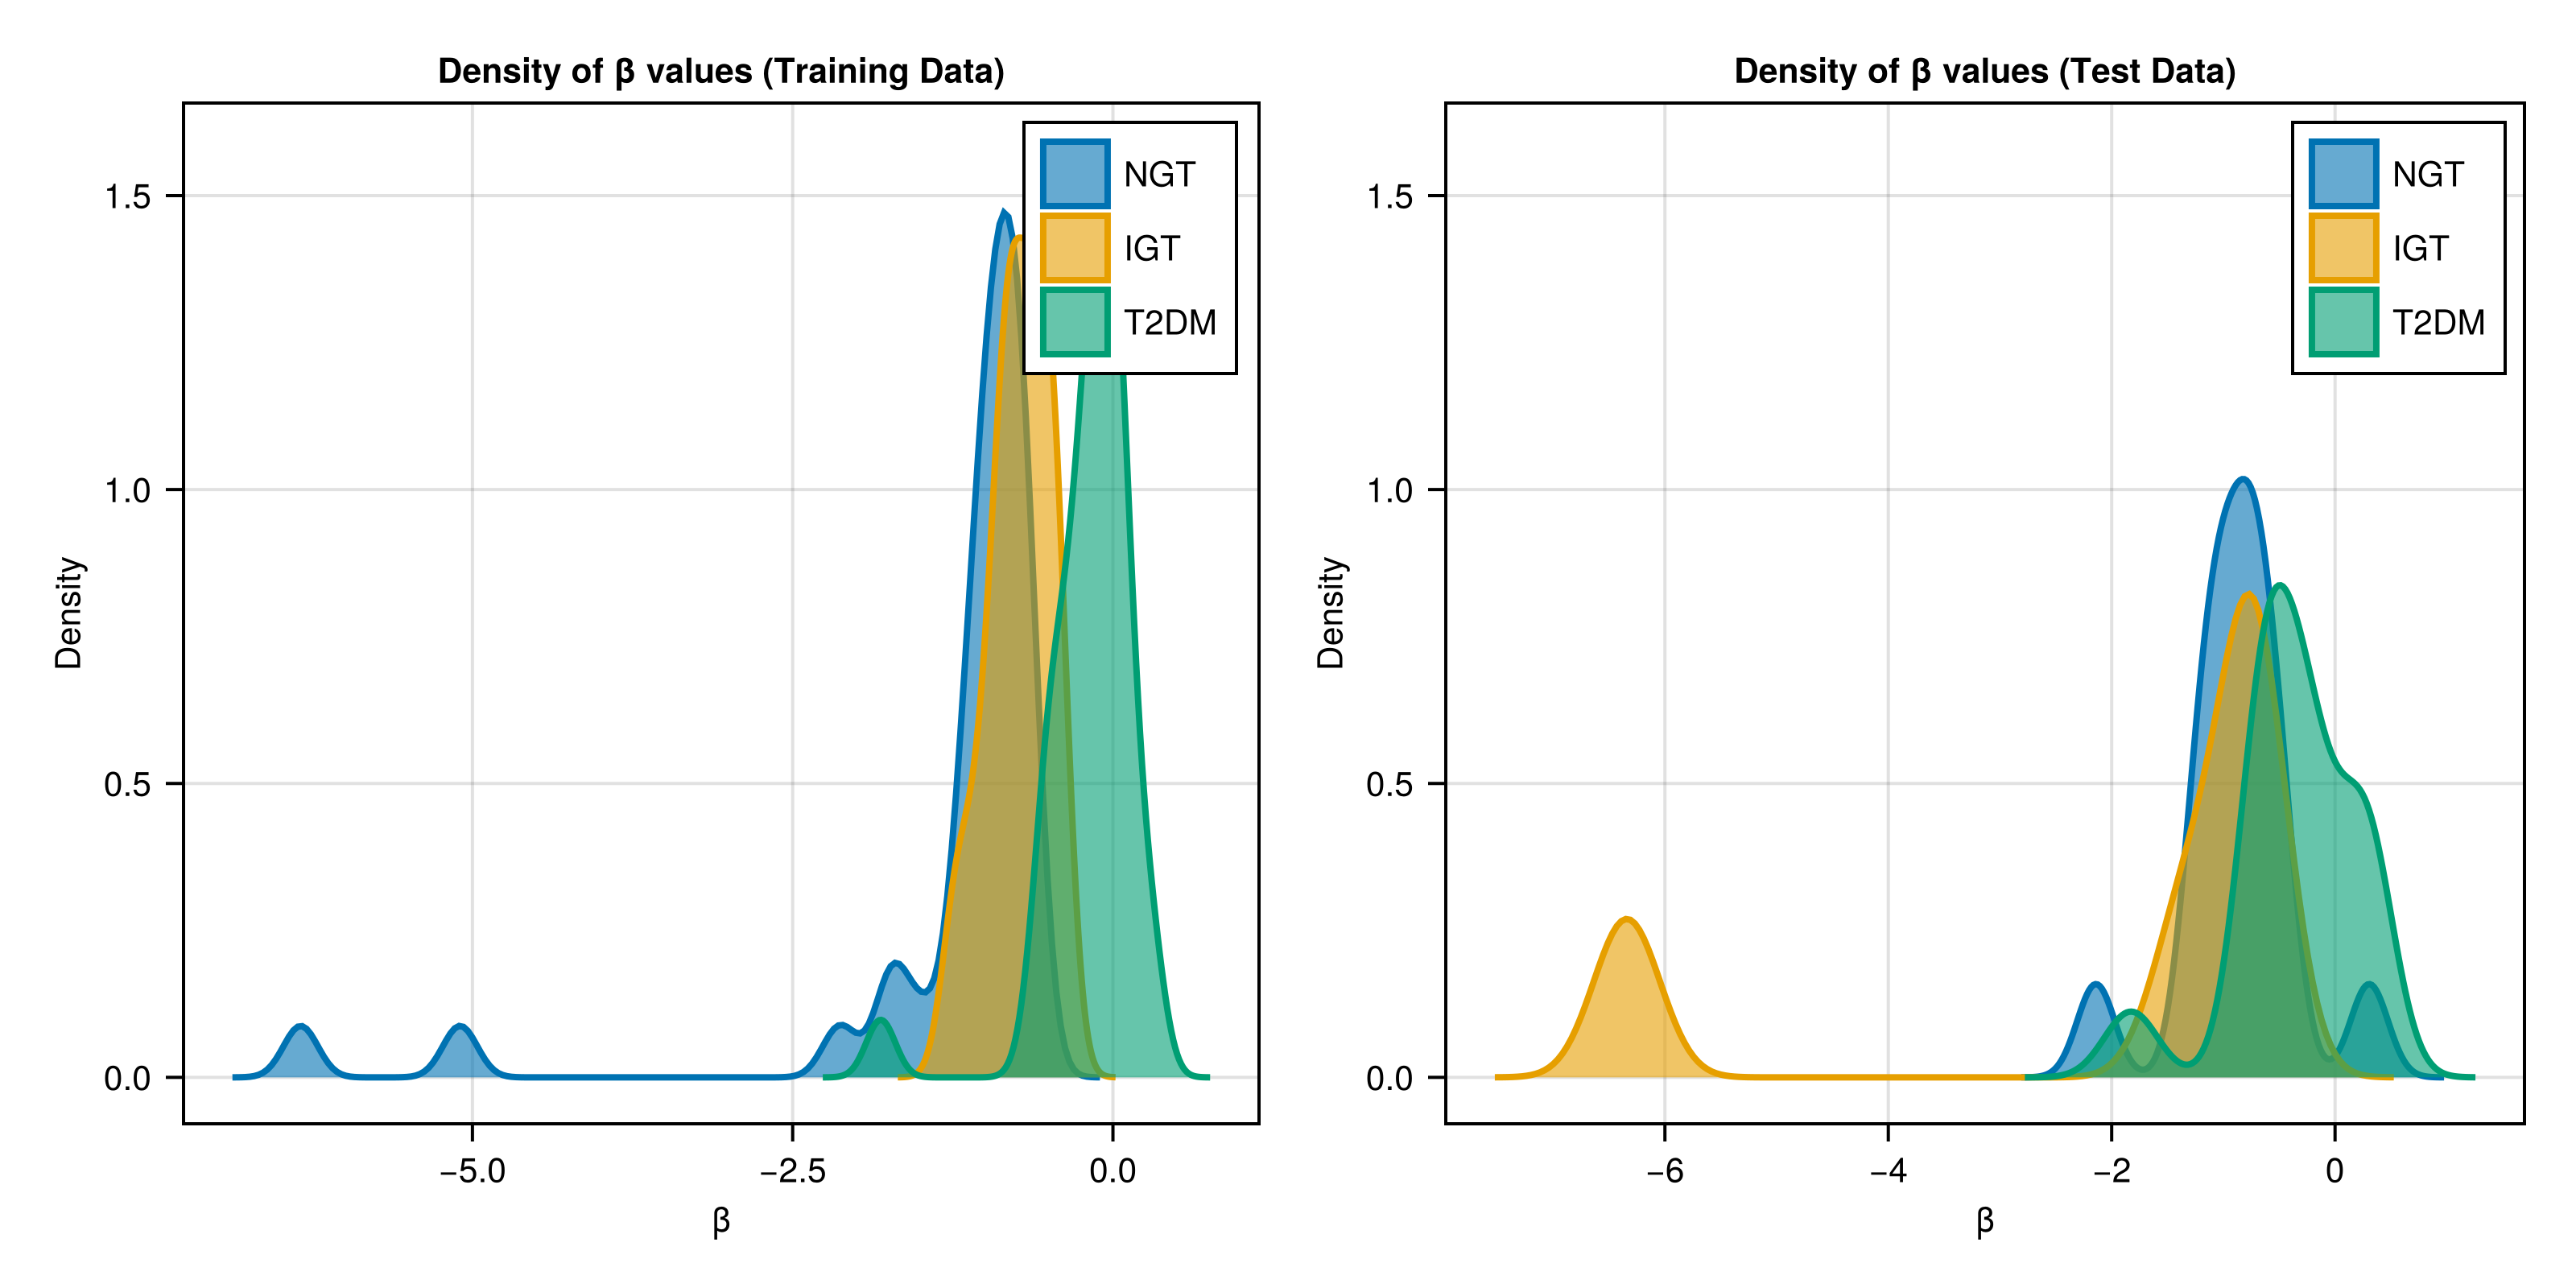 Density of β values (Training Data)
NGT
IGT
T2DM
1.5
1.0
0.5
0.0
Density
−5.0
−2.5
0.0
β
Density of β values (Test Data)
NGT
IGT
T2DM
1.5
1.0
0.5
0.0
Density
−6
−4
−2
0
β